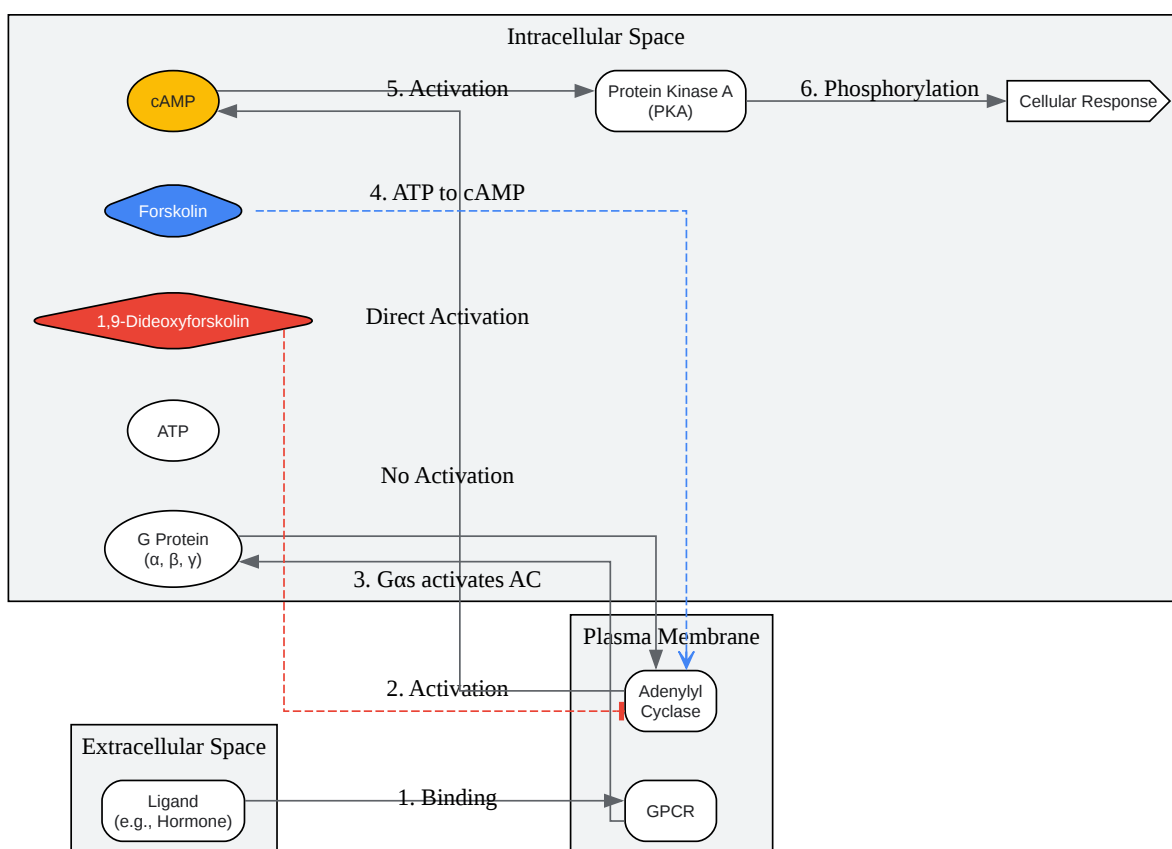 Intracellular Space
cAMP
5. Activation
Protein Kinase A
(PKA)
6. Phosphorylation
Cellular Response
4. ATP to cAMP
Forskolin
Direct Activation
1,9-Dideoxyforskolin
ATP
No Activation
G Protein
(α, β, γ)
3. Gαs activates AC
Plasma Membrane
2. Activation
Adenylyl
Cyclase
Extracellular Space
Ligand
(e.g., Hormone)
1. Binding
GPCR